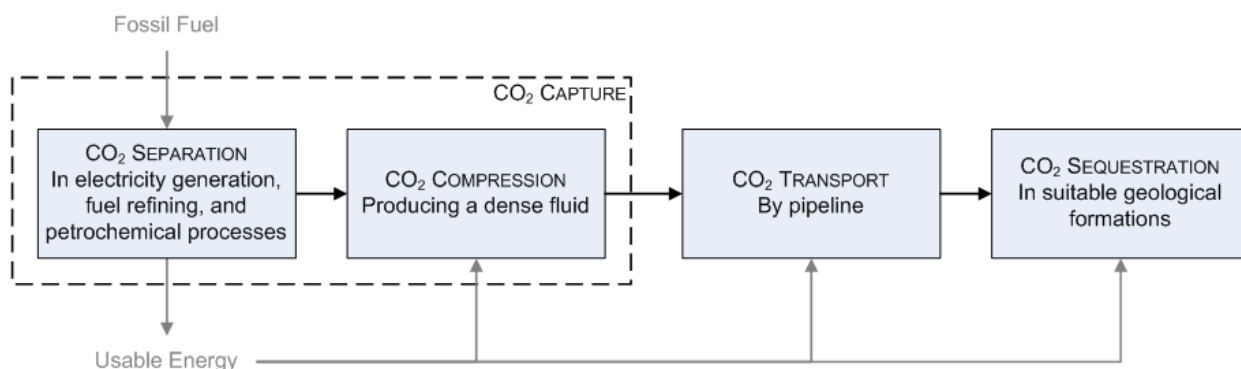 Fossil Fuel
CO₂ CAPTURE
CO₂ SEPARATION
In electricity generation,
fuel refining, and
petrochemical processes
CO₂ COMPRESSION
Producing a dense fluid
CO₂ TRANSPORT
By pipeline
CO₂ SEQUESTRATION
In suitable geological
formations
Usable Energy